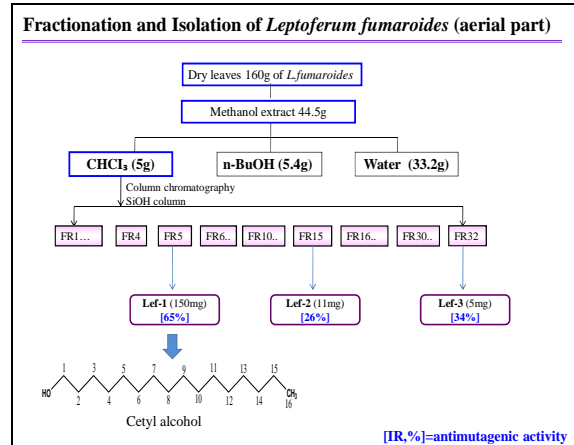 Fractionation and Isolation of Leptoferum fumaroides (aerial part)
Dry leaves 160g of L.fumaroides
Methanol extract 44.5g
CHCl₃ (5g) n-BuOH (5.4g) Water (33.2g)
Column chromatography
SiOH column
FR1… FR4 FR5 FR6.. FR10.. FR15 FR16.. FR30.. FR32
Lef-1 (150mg) Lef-2 (11mg) Lef-3 (5mg)
[65%] [26%] [34%]
1 3 5 7 9 11 13 15
HO CH3
2 4 6 8 10 12 14 16
Cetyl alcohol
[IR,%]=antimutagenic activity